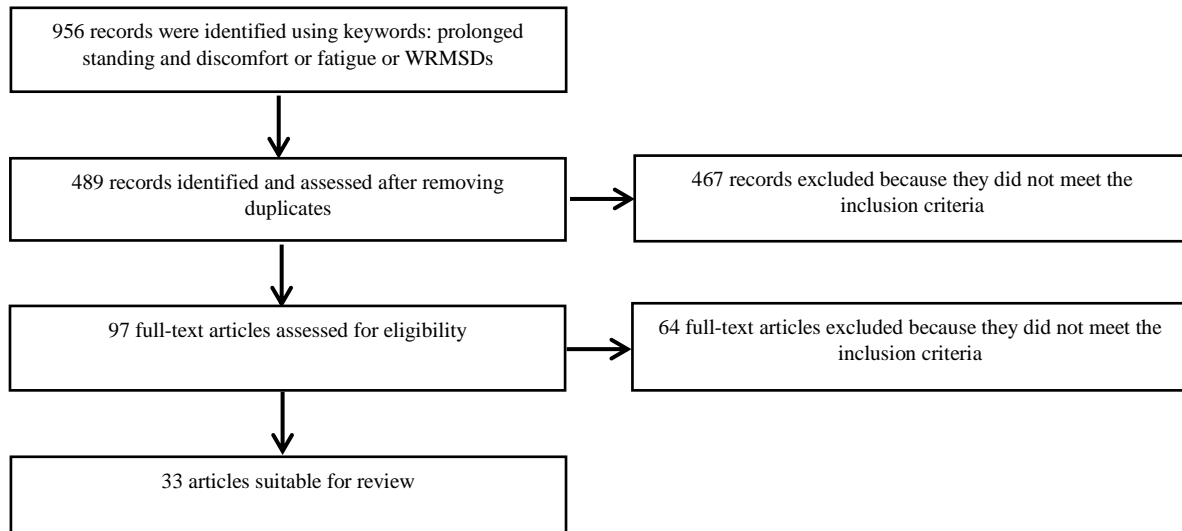 956 records were identified using keywords: prolonged
standing and discomfort or fatigue or WRMSDs
489 records identified and assessed after removing
duplicates
467 records excluded because they did not meet the
inclusion criteria
97 full-text articles assessed for eligibility
64 full-text articles excluded because they did not meet the
inclusion criteria
33 articles suitable for review